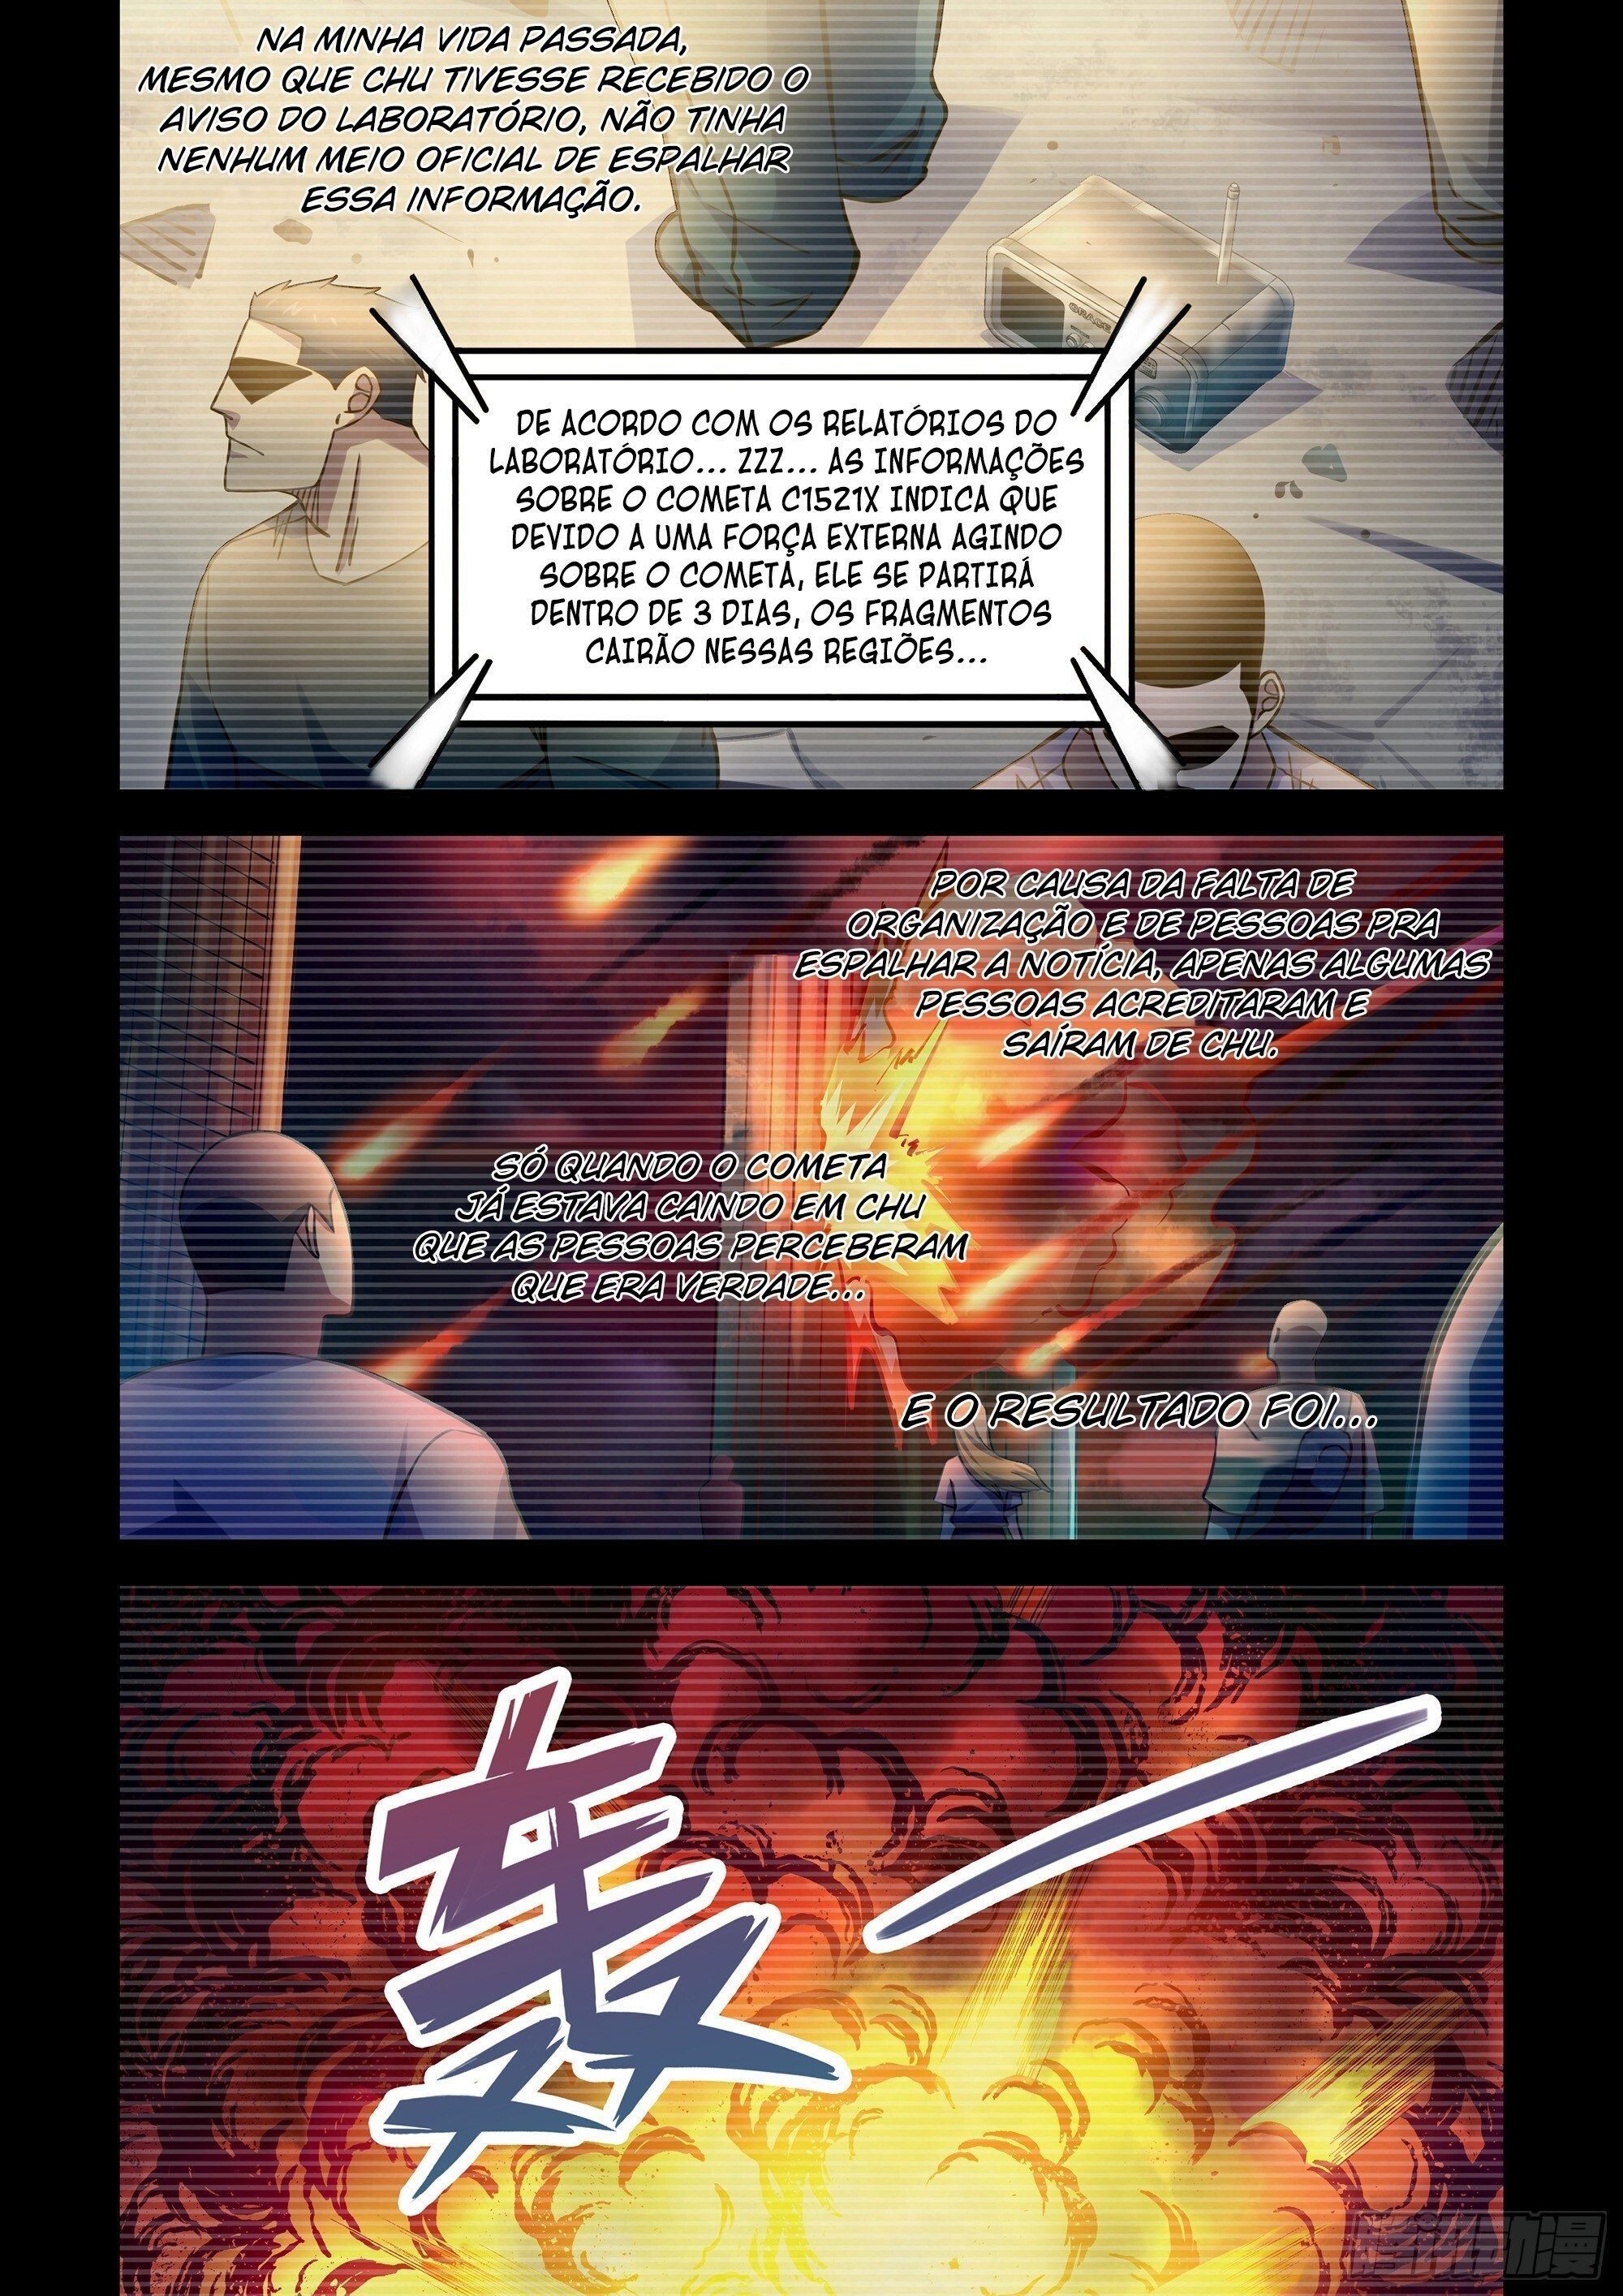 NA MINHA VIDA PASSADA,
MESMO QUE CHU TIVESSE RECEBIDO O
AVISO DO LABORATÓRIO, NÃO TINHA
NENHUM MEIO OFICIAL DE ESPALHAR
ESSA INFORMAÇÃO.
GRACE
DE ACORDO COM OS RELATÓRIOS DO
LABORATÓRIO... ZZZ... AS INFORMAÇÕES
SOBRE O COMETA C1521X INDICA QUE
DEVIDO A UMA FORÇA EXTERNA AGINDO
SOBRE O COMETA, ELE SE PARTIRÁ
DENTRO DE 3 DIAS, OS FRAGMENTOS
CAIRÃO NESSAS REGIÕES...
POR CAUSA DA FALTA DE
ORGANIZAÇÃO E DE PESSOAS PRA
ESPALHAR A NOTÍCIA, APENAS ALGUMAS
PESSOAS ACREDITARAM E
SAÍRAM DE CHU.
SÓ QUANDO O COMETA
JÁ ESTAVA CAINDO EM CHU
QUE AS PESSOAS PERCEBERAM
QUE ERA VERDADE...
E O RESULTADO FOI...
轰—
动漫